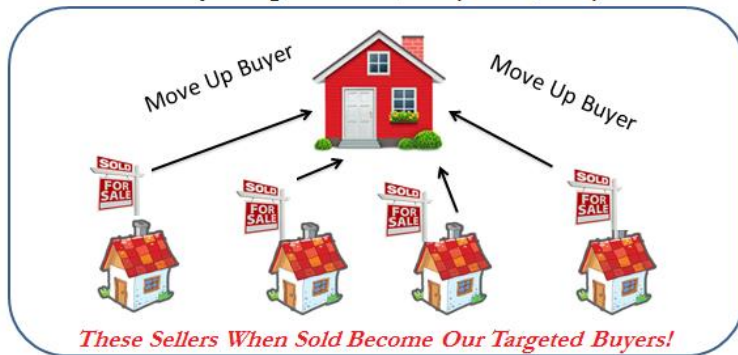 Move Up Buyer
Move Up Buyer
SOLD
FOR
SALE
SOLD
FOR
SALE
SOLD
FOR
SALE
SOLD
FOR
SALE
These Sellers When Sold Become Our Targeted Buyers!